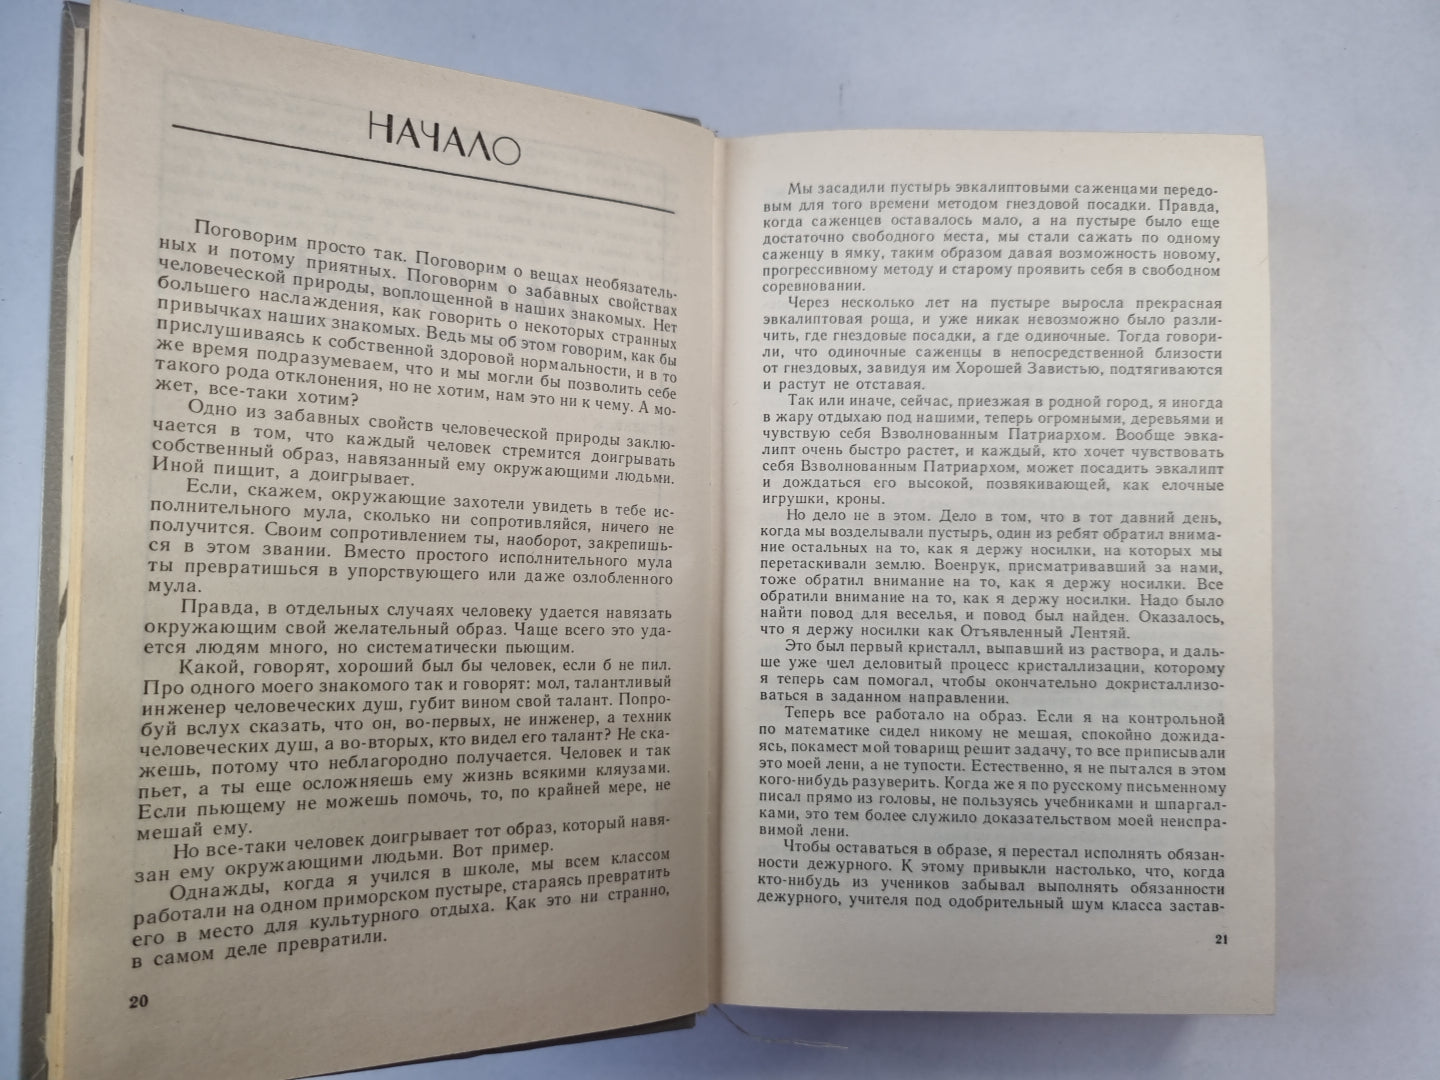 НАЧАЛО
Поговорим просто так. Поговорим о вещах необязатель-
ных и потому приятных. Поговорим о забавных свойствах
человеческой природы, воплощенной в наших знакомых. Нет
большего наслаждения, как говорить о некоторых странных
привычках наших знакомых. Ведь мы об этом говорим, как бы
прислушиваясь к собственной здоровой нормальности, и в то
же время подразумеваем, что и мы могли бы позволить себе
такого рода отклонения, но не хотим, нам это ни к чему. А мо-
жет, все-таки хотим?
Одно из забавных свойств человеческой природы заклю-
чается в том, что каждый человек стремится доигрывать
собственный образ, навязанный ему окружающими людьми.
Иной пищит, а доигрывает.
Если, скажем, окружающие захотели увидеть в тебе ис-
полнительного мула, сколько ни сопротивляйся, ничего не
получится. Своим сопротивлением ты, наоборот, закрепишь-
ся в этом звании. Вместо простого исполнительного мула
ты превратишься в упорствующего или даже озлобленного
мула.
Правда, в отдельных случаях человеку удается навязать
окружающим свой желательный образ. Чаще всего это уда-
ется людям много, но систематически пьющим.
Какой, говорят, хороший был бы человек, если б не пил.
Про одного моего знакомого так и говорят: мол, талантливый
инженер человеческих душ, губит вином свой талант. Попро-
буй вслух сказать, что он, во-первых, не инженер, а техник
человеческих душ, а во-вторых, кто видел его талант? Не ска-
жешь, потому что неблагородно получается. Человек и так
пьет, а ты еще осложняешь ему жизнь всякими кляузами.
Если пьющему не можешь помочь, то, по крайней мере, не
мешай ему.
Но все-таки человек доигрывает тот образ, который навя-
зан ему окружающими людьми. Вот пример.
Однажды, когда я учился в школе, мы всем классом
работали на одном приморском пустыре, стараясь превратить
его в место для культурного отдыха. Как это ни странно,
в самом деле превратили.
20
Мы засадили пустырь эвкалиптовыми саженцами передо-
вым для того времени методом гнездовой посадки. Правда,
когда саженцев оставалось мало, а на пустыре было еще
достаточно свободного места, мы стали сажать по одному
саженцу в ямку, таким образом давая возможность новому,
прогрессивному методу и старому проявить себя в свободном
соревновании.
Через несколько лет на пустыре выросла прекрасная
эвкалиптовая роща, и уже никак невозможно было разли-
чить, где гнездовые посадки, а где одиночные. Тогда говори-
ли, что одиночные саженцы в непосредственной близости
от гнездовых, завидуя им Хорошей Завистью, подтягиваются
и растут не отставая.
Так или иначе, сейчас, приезжая в родной город, я иногда
в жару отдыхаю под нашими, теперь огромными, деревьями и
чувствую себя Взволнованным Патриархом. Вообще эвка-
липт очень быстро растет, и каждый, кто хочет чувствовать
себя Взволнованным Патриархом, может посадить эвкалипт
и дождаться его высокой, позвякивающей, как елочные
игрушки, кроны.
Но дело не в этом. Дело в том, что в тот давний день,
когда мы возделывали пустырь, один из ребят обратил внима-
ние остальных на то, как я держу носилки, на которых мы
перетаскивали землю. Военрук, присматривавший за нами,
тоже обратил внимание на то, как я держу носилки. Все
обратили внимание на то, как я держу носилки. Надо было
найти повод для веселья, и повод был найден. Оказалось,
что я держу носилки как Отъявленный Лентяй.
Это был первый кристалл, выпавший из раствора, и даль-
ше уже шел деловитый процесс кристаллизации, которому
я теперь сам помогал, чтобы окончательно докристаллизо-
ваться в заданном направлении.
Теперь все работало на образ. Если я на контрольной
по математике сидел никому не мешая, спокойно дожида-
ясь, покамест мой товарищ решит задачу, то все приписывали
это моей лени, а не тупости. Естественно, я не пытался в этом
кого-нибудь разуверить. Когда же я по русскому письменному
писал прямо из головы, не пользуясь учебниками и шпаргал-
ками, это тем более служило доказательством моей неиспра-
вимой лени.
Чтобы оставаться в образе, я перестал исполнять обязан-
ности дежурного. К этому привыкли настолько, что, когда
кто-нибудь из учеников забывал выполнять обязанности
дежурного, учителя под одобрительный шум класса застав-
21